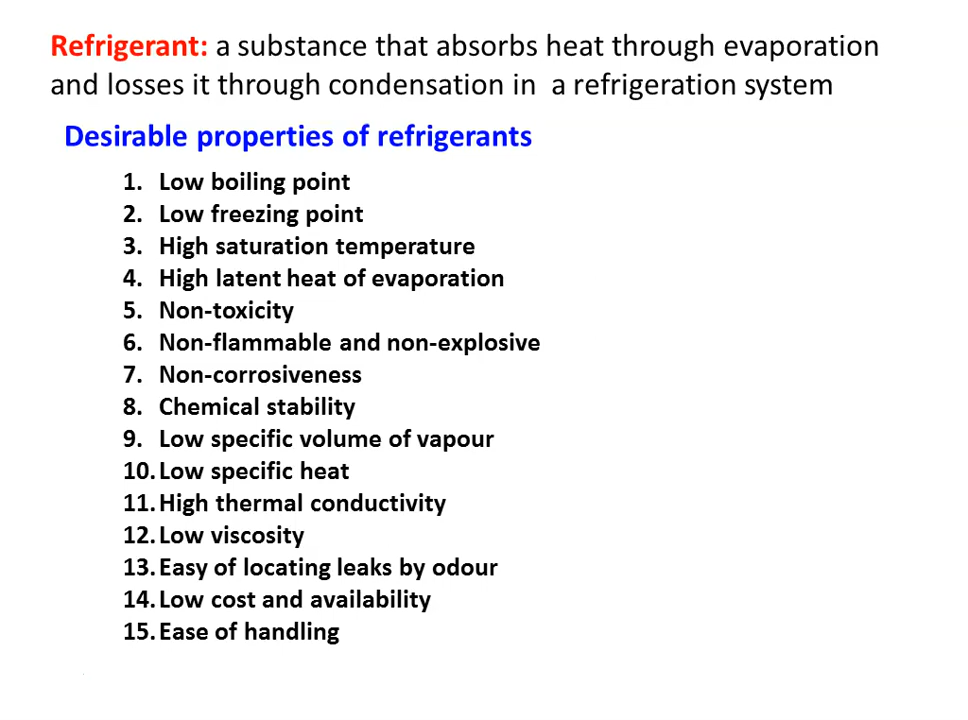 Refrigerant: a substance that absorbs heat through evaporation
and losses it through condensation in a refrigeration system
Desirable properties of refrigerants
1. Low boiling point
2. Low freezing point
3. High saturation temperature
4. High latent heat of evaporation
5. Non-toxicity
6. Non-flammable and non-explosive
7. Non-corrosiveness
8. Chemical stability
9. Low specific volume of vapour
10. Low specific heat
11. High thermal conductivity
12. Low viscosity
13. Easy of locating leaks by odour
14. Low cost and availability
15. Ease of handling